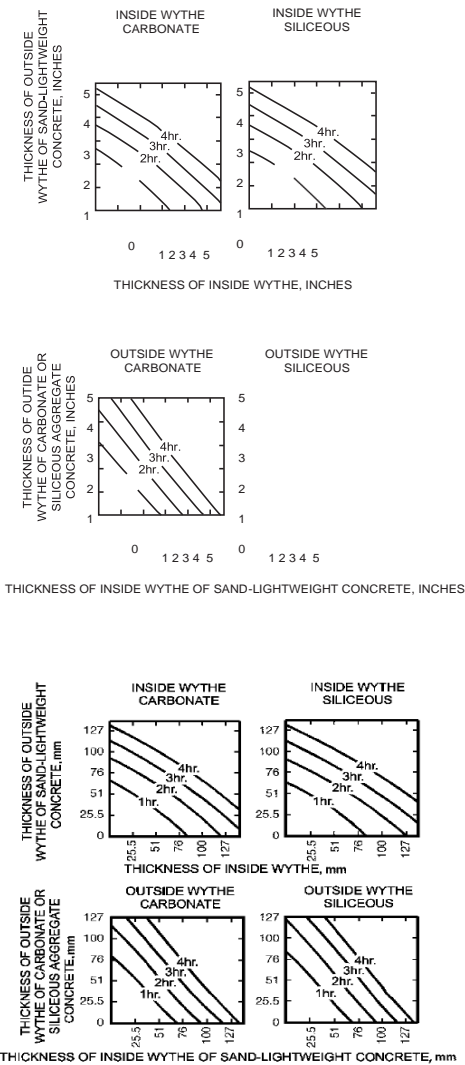 INSIDE WYTHE
CARBONATE
INSIDE WYTHE
SILICEOUS
THICKNESS OF OUTSIDE
WYTHE OF SAND-LIGHTWEIGHT
CONCRETE, INCHES
5
4
3
2
1
4hr.
3hr.
2hr.
5
4
3
2
1
4hr.
3hr.
2hr.
0
1 2 3 4 5
0
1 2 3 4 5
THICKNESS OF INSIDE WYTHE, INCHES
OUTSIDE WYTHE
CARBONATE
OUTSIDE WYTHE
SILICEOUS
THICKNESS OF OUTIDE
WYTHE OF CARBONATE OR
SILICEOUS AGGREGATE
CONCRETE, INCHES
5
4
3
2
1
4hr.
3hr.
2hr.
5
4
3
2
1
0
1 2 3 4 5
0
1 2 3 4 5
THICKNESS OF INSIDE WYTHE OF SAND-LIGHTWEIGHT CONCRETE, INCHES
INSIDE WYTHE
CARBONATE
INSIDE WYTHE
SILICEOUS
THICKNESS OF OUTSIDE
WYTHE OF SAND-LIGHTWEIGHT
CONCRETE, mm
127
100
76
51
25.5
0
4hr.
3hr.
2hr.
1hr.
25.5 51 76 100 127
127
100
76
51
25.5
0
4hr.
3hr.
2hr.
1hr.
25.5 51 76 100 127
THICKNESS OF INSIDE WYTHE, mm
OUTSIDE WYTHE
CARBONATE
OUTSIDE WYTHE
SILICEOUS
THICKNESS OF OUTSIDE
WYTHE OF CARBONATE OR
SILICEOUS AGGREGATE
CONCRETE, mm
127
100
76
51
25.5
0
4hr.
3hr.
2hr.
1hr.
25.5 51 76 100 127
127
100
76
51
25.5
0
4hr.
3hr.
2hr.
1hr.
25.5 51 76 100 127
THICKNESS OF INSIDE WYTHE OF SAND-LIGHTWEIGHT CONCRETE, mm